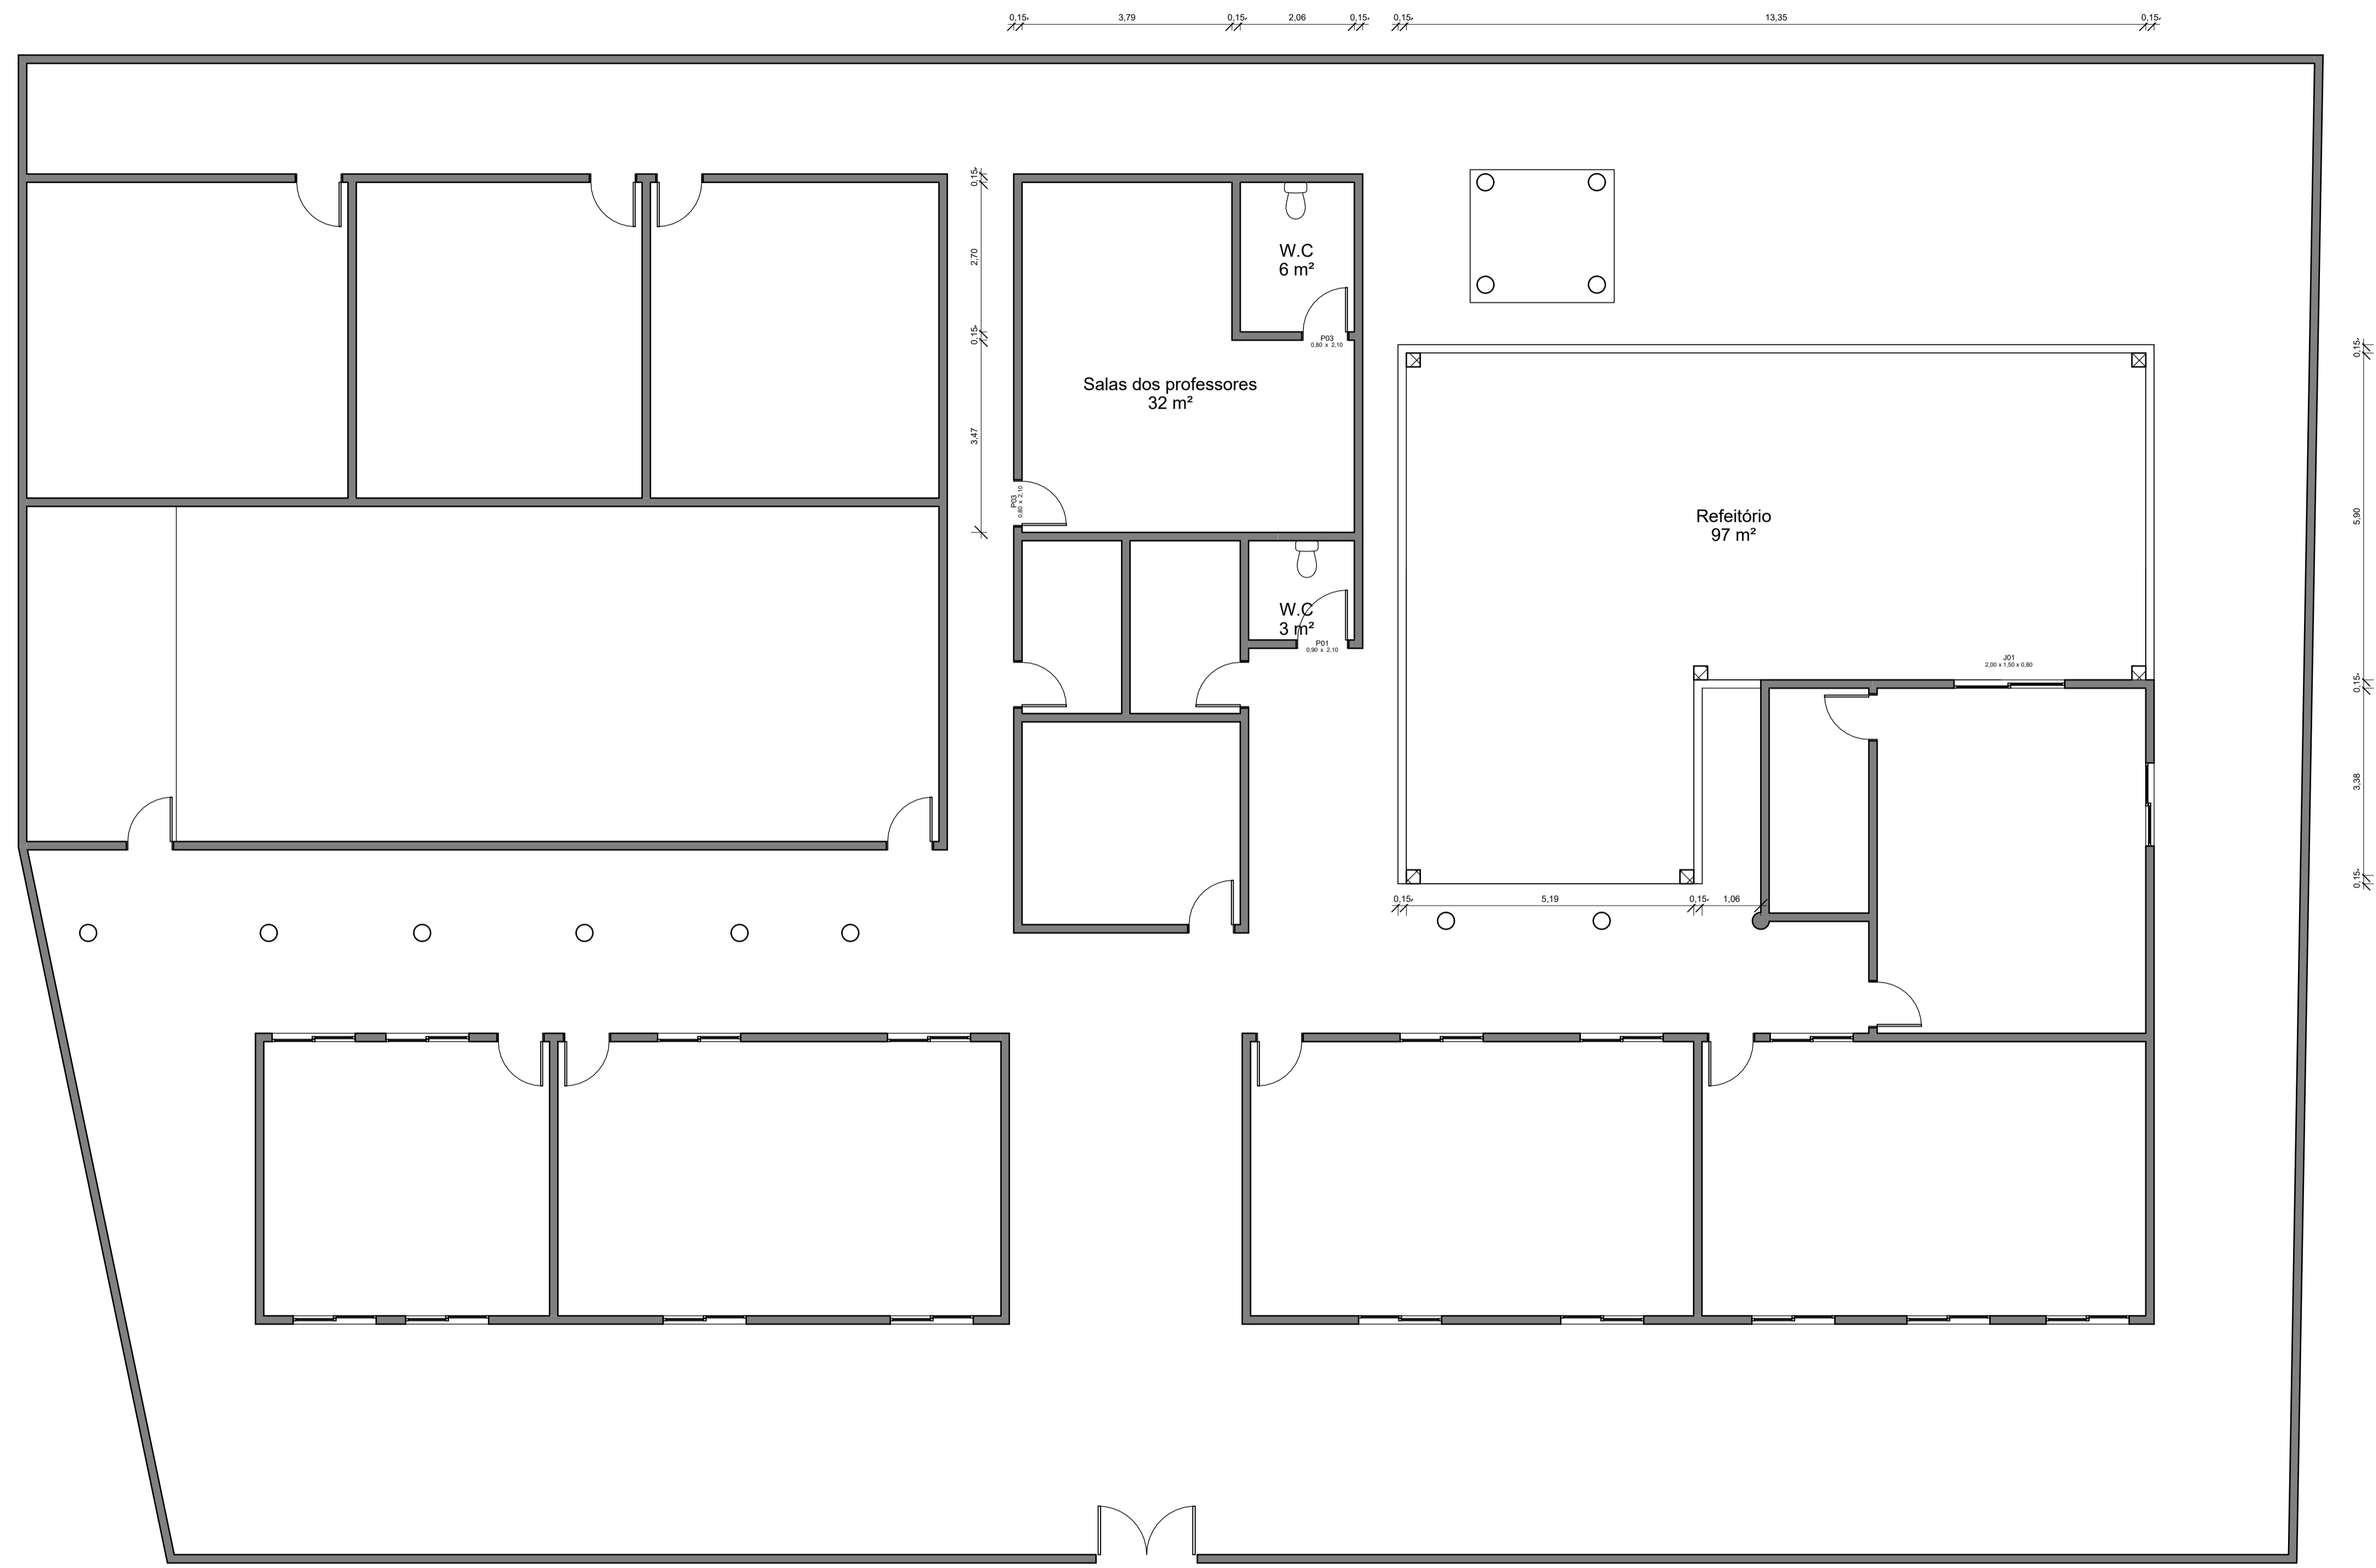 0,15
3,79
0,15
2,06
0,15
0,15
13,35
0,15
0,15
2,70
0,15
3,47
W.C
6 m²
P03
0,80 x 2,10
Salas dos professores
32 m²
P03
0,80 x 2,10
W.C
3 m²
P01
0,90 x 2,10
Refeitório
97 m²
J01
2,00 x 1,50 x 0,80
0,15
5,90
0,15
3,38
0,15
0,15
5,19
0,15
1,06